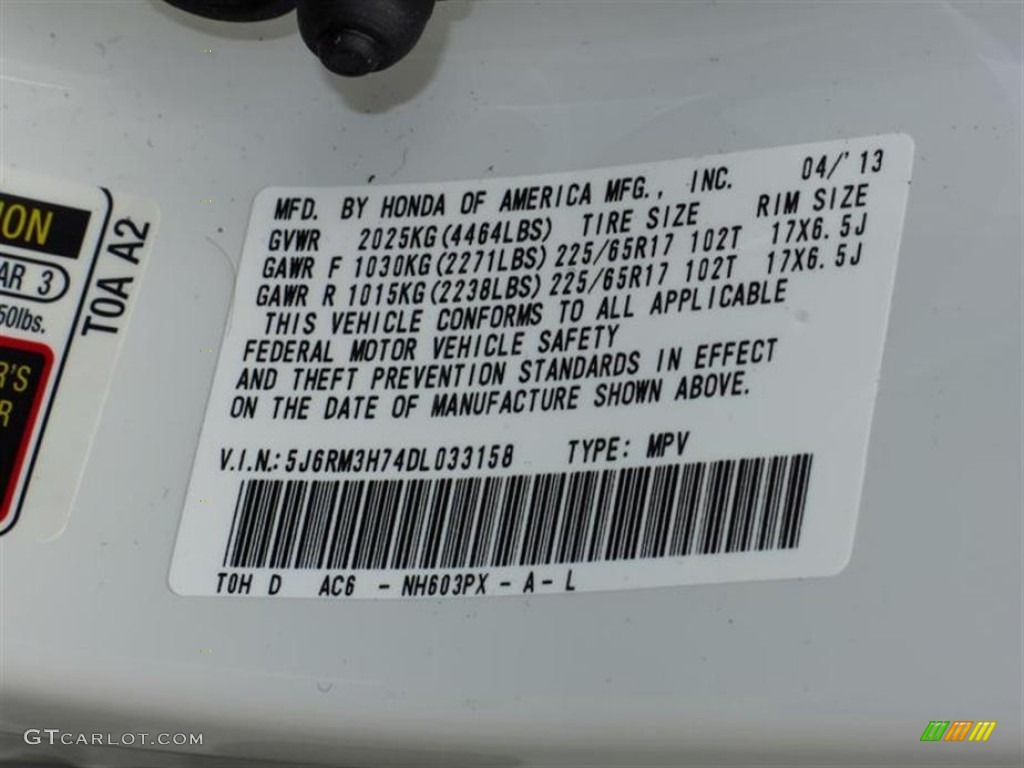 MFD. BY HONDA OF AMERICA MFG., INC. 04/'13
GVWR 2025KG(4464LBS) TIRE SIZE RIM SIZE
GAWR F 1030KG(2271LBS) 225/65R17 102T 17X6.5J
GAWR R 1015KG(2238LBS) 225/65R17 102T 17X6.5J
THIS VEHICLE CONFORMS TO ALL APPLICABLE
FEDERAL MOTOR VEHICLE SAFETY
AND THEFT PREVENTION STANDARDS IN EFFECT
ON THE DATE OF MANUFACTURE SHOWN ABOVE.
V.I.N.: 5J6RM3H74DL033158 TYPE: MPV
T0H D AC6 - NH603PX - A - L
T0A A2
3
GTCARLOT.COM